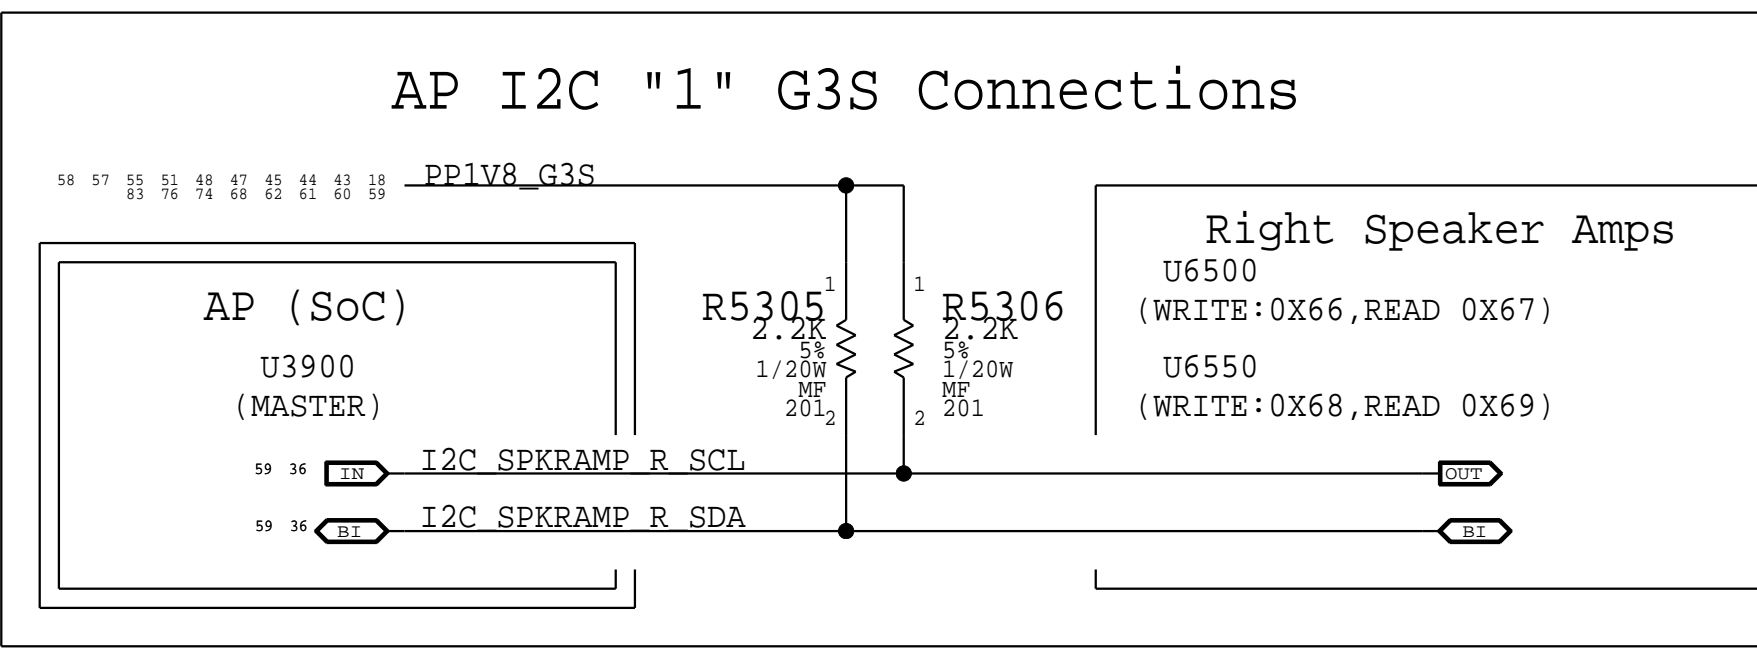 AP I2C "1" G3S Connections
58 57 55 51 48 47 45 44 43 18
83 76 74 68 62 61 60 59
PP1V8_G3S
AP (SoC)
U3900
(MASTER)
R5305
2.2K
5%
1/20W
MF
201
1
2
R5306
2.2K
5%
1/20W
MF
201
1
2
Right Speaker Amps
U6500
(WRITE:0X66,READ 0X67)
U6550
(WRITE:0X68,READ 0X69)
59 36 IN I2C_SPKRAMP_R_SCL OUT
59 36 BI I2C_SPKRAMP_R_SDA BI